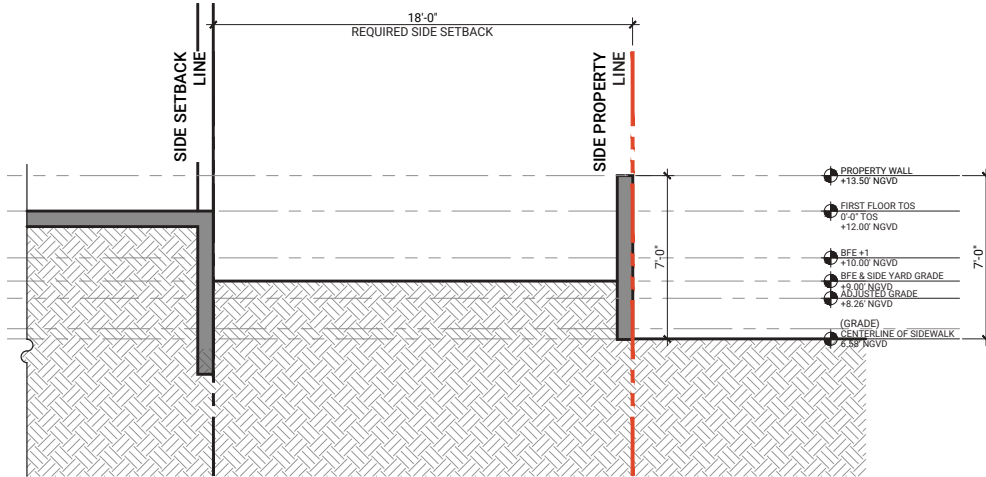 18'-0"
REQUIRED SIDE SETBACK
SIDE SETBACK
LINE
SIDE PROPERTY
LINE
PROPERTY WALL
+13.50' NGVD
FIRST FLOOR TOS
0'-0" TOS
+12.00' NGVD
BFE +1
+10.00' NGVD
BFE & SIDE YARD GRADE
+9.00' NGVD
ADJUSTED GRADE
+8.26' NGVD
(GRADE)
CENTERLINE OF SIDEWALK
6.58' NGVD
7'-0"
7'-0"